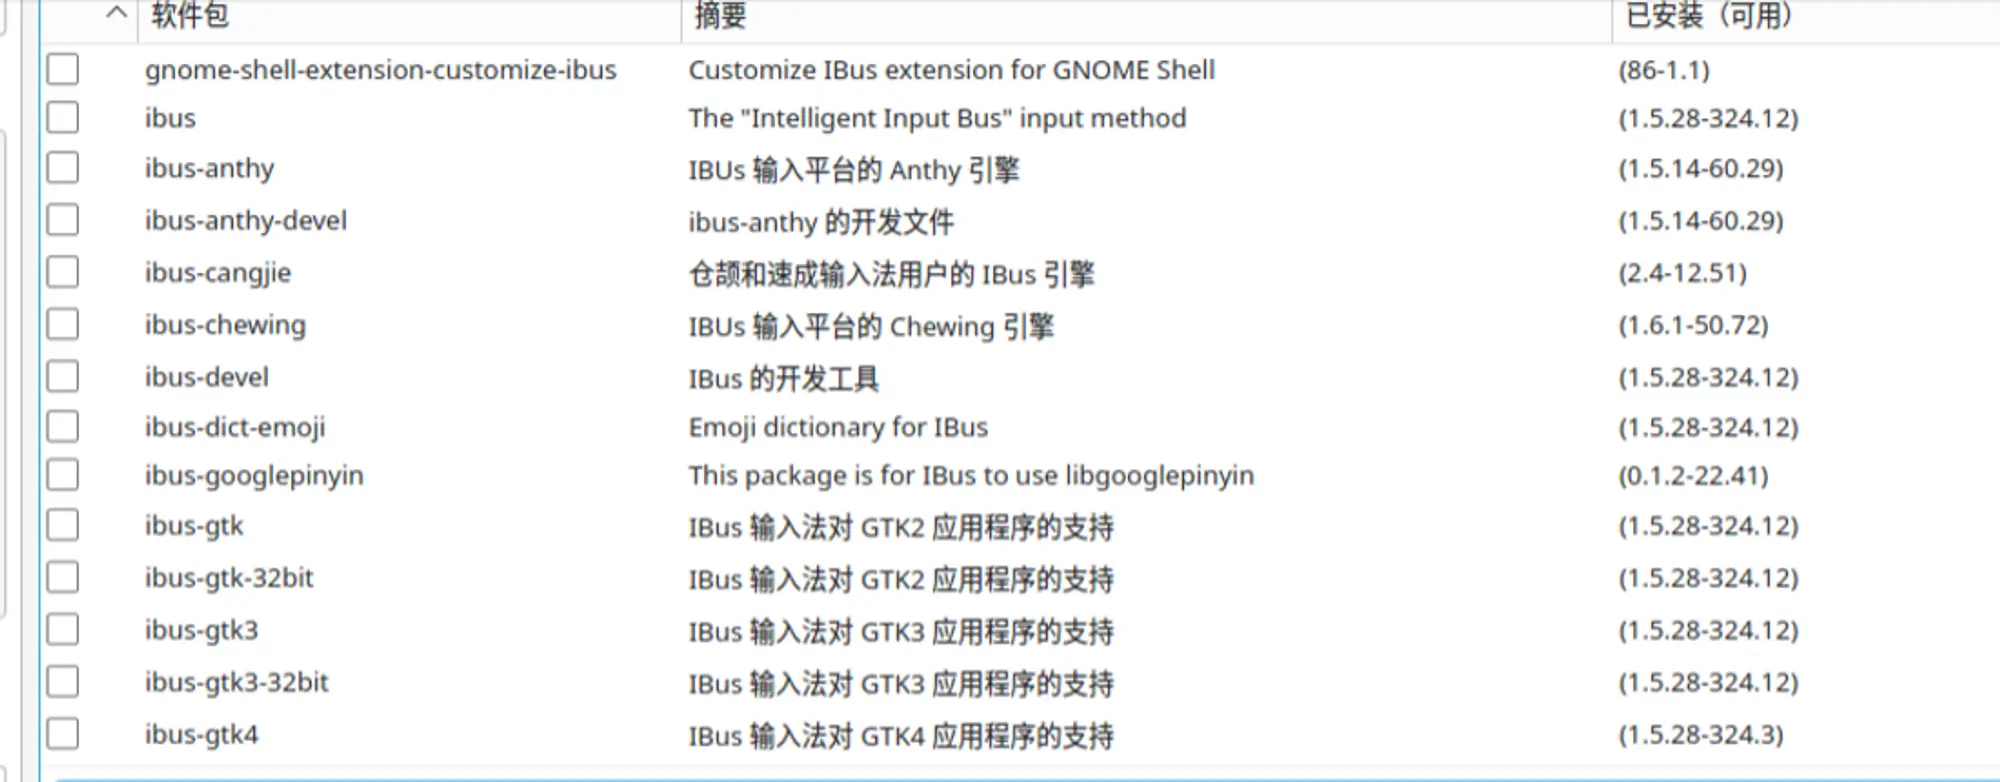 软件包 摘要 已安装（可用）
gnome-shell-extension-customize-ibus Customize IBus extension for GNOME Shell (86-1.1)
ibus The "Intelligent Input Bus" input method (1.5.28-324.12)
ibus-anthy IBUs 输入平台的 Anthy 引擎 (1.5.14-60.29)
ibus-anthy-devel ibus-anthy 的开发文件 (1.5.14-60.29)
ibus-cangjie 仓颉和速成输入法用户的 IBus 引擎 (2.4-12.51)
ibus-chewing IBUs 输入平台的 Chewing 引擎 (1.6.1-50.72)
ibus-devel IBus 的开发工具 (1.5.28-324.12)
ibus-dict-emoji Emoji dictionary for IBus (1.5.28-324.12)
ibus-googlepinyin This package is for IBus to use libgooglepinyin (0.1.2-22.41)
ibus-gtk IBus 输入法对 GTK2 应用程序的支持 (1.5.28-324.12)
ibus-gtk-32bit IBus 输入法对 GTK2 应用程序的支持 (1.5.28-324.12)
ibus-gtk3 IBus 输入法对 GTK3 应用程序的支持 (1.5.28-324.12)
ibus-gtk3-32bit IBus 输入法对 GTK3 应用程序的支持 (1.5.28-324.12)
ibus-gtk4 IBus 输入法对 GTK4 应用程序的支持 (1.5.28-324.3)